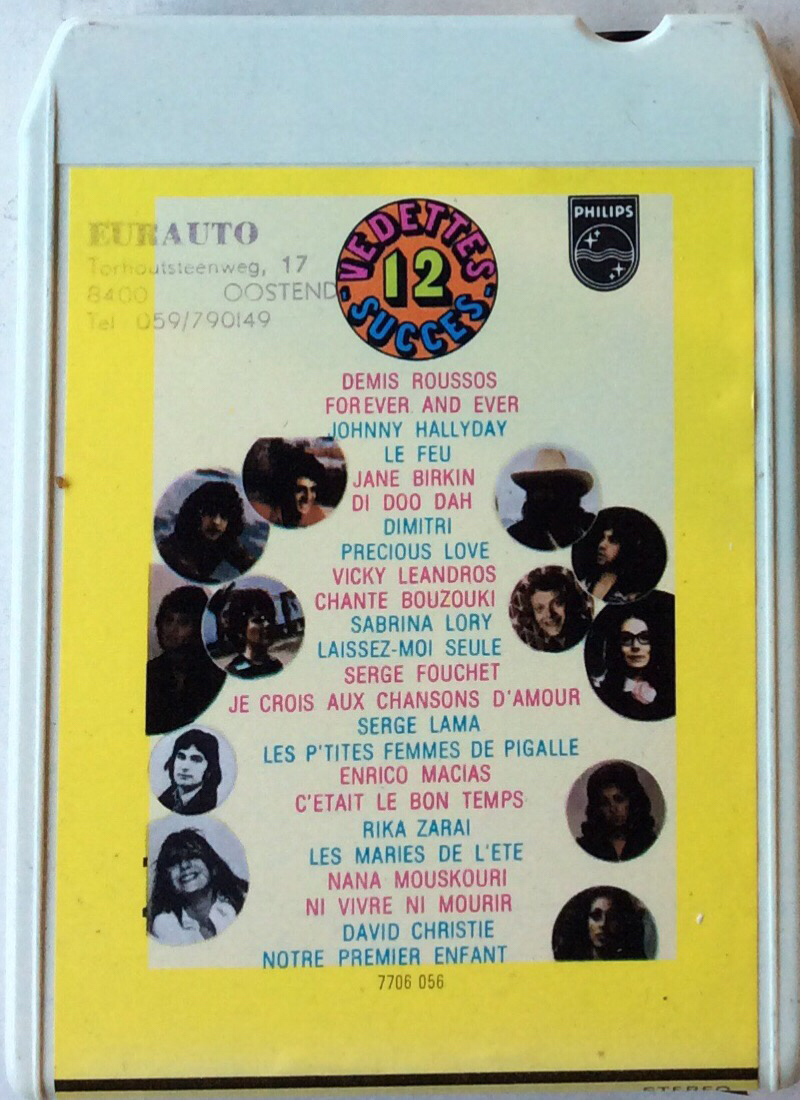 EURAUTO
Torhoutsteenweg, 17
8400 OOSTEND
Tel 059/790149
VEDETTES
12
SUCCES
PHILIPS
DEMIS ROUSSOS
FOREVER AND EVER
JOHNNY HALLYDAY
LE FEU
JANE BIRKIN
DI DOO DAH
DIMITRI
PRECIOUS LOVE
VICKY LEANDROS
CHANTE BOUZOUKI
SABRINA LORY
LAISSEZ-MOI SEULE
SERGE FOUCHET
JE CROIS AUX CHANSONS D'AMOUR
SERGE LAMA
LES P'TITES FEMMES DE PIGALLE
ENRICO MACIAS
C'ETAIT LE BON TEMPS
RIKA ZARAI
LES MARIES DE L'ETE
NANA MOUSKOURI
NI VIVRE NI MOURIR
DAVID CHRISTIE
NOTRE PREMIER ENFANT
7706 056
STEREO